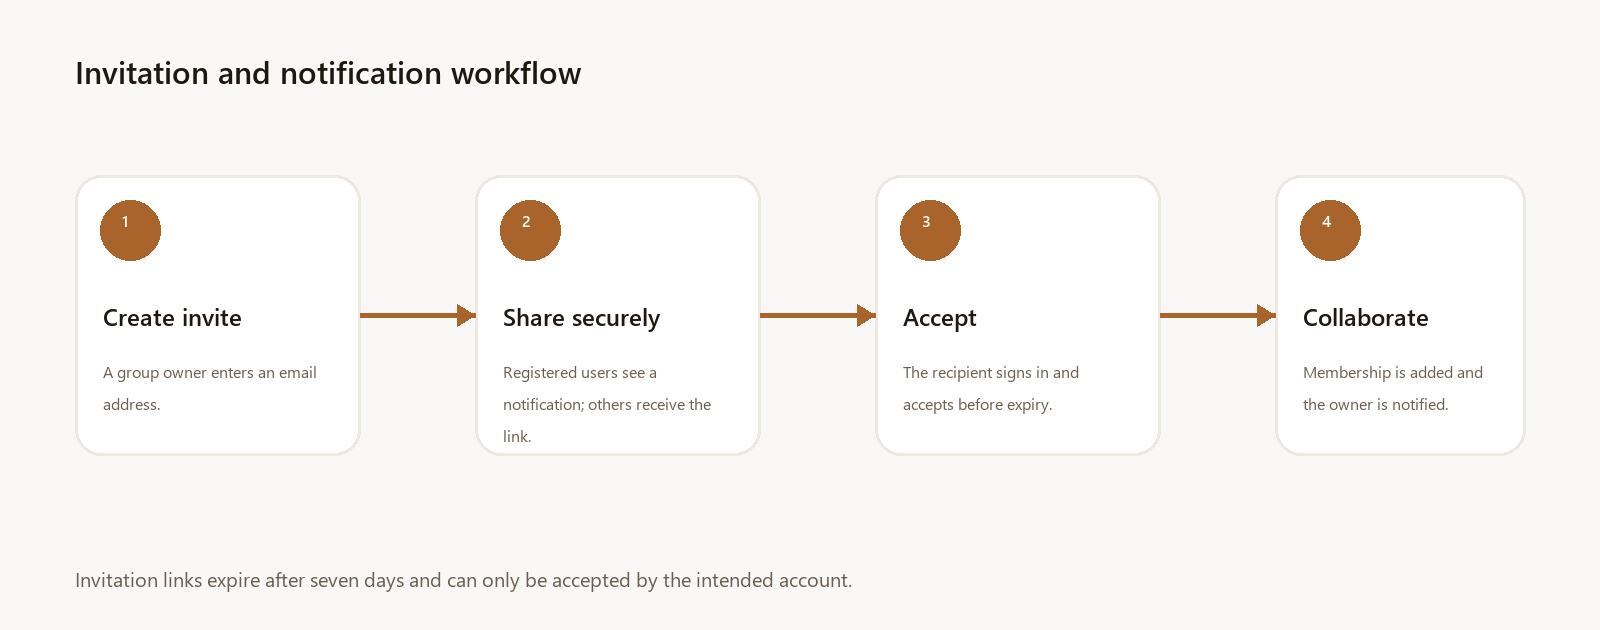 Invitation and notification workflow
1
Create invite
A group owner enters an email
address.
2
Share securely
Registered users see a
notification; others receive the
link.
3
Accept
The recipient signs in and
accepts before expiry.
4
Collaborate
Membership is added and
the owner is notified.
Invitation links expire after seven days and can only be accepted by the intended account.